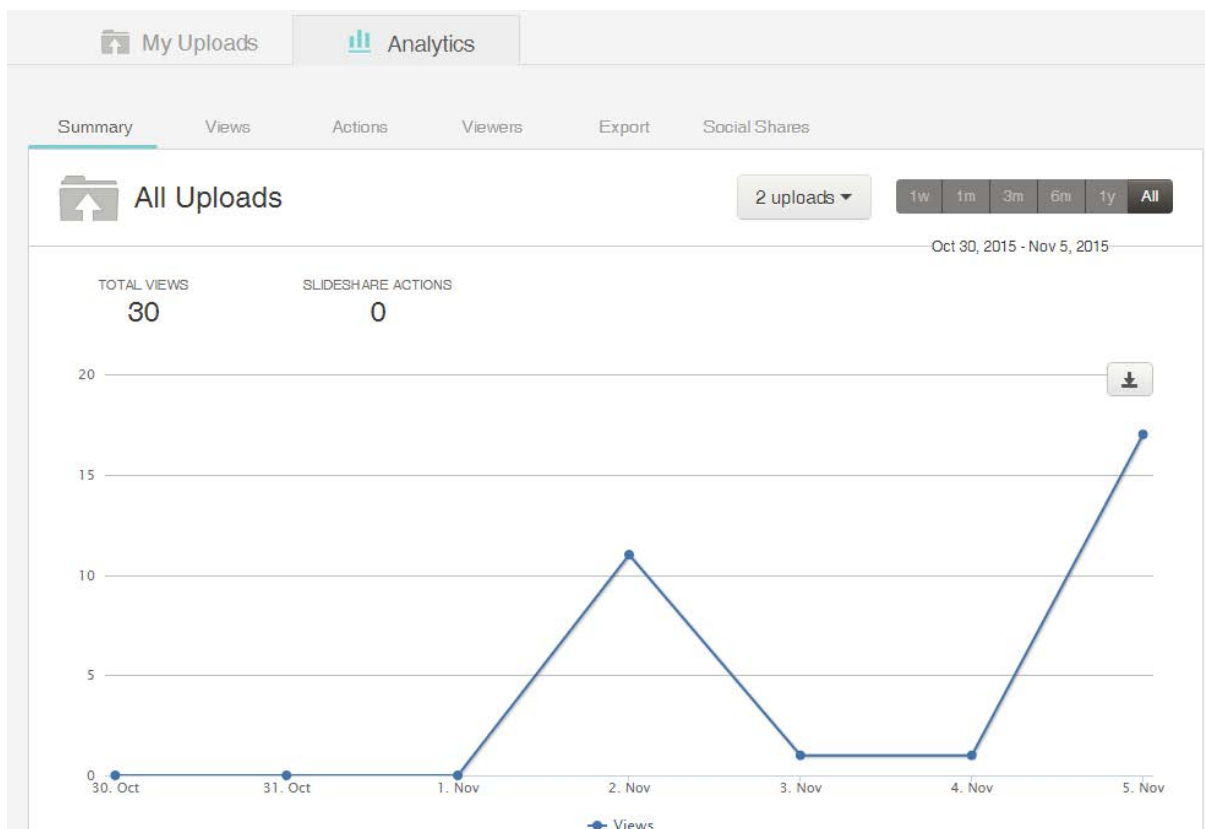 My Uploads Analytics
Summary Views Actions Viewers Export Social Shares
All Uploads 2 uploads 1w 1m 3m 6m 1y All
Oct 30, 2015 - Nov 5, 2015
TOTAL VIEWS SLIDESHARE ACTIONS
30 0
20
15
10
5
0
30. Oct 31. Oct 1. Nov 2. Nov 3. Nov 4. Nov 5. Nov
Views